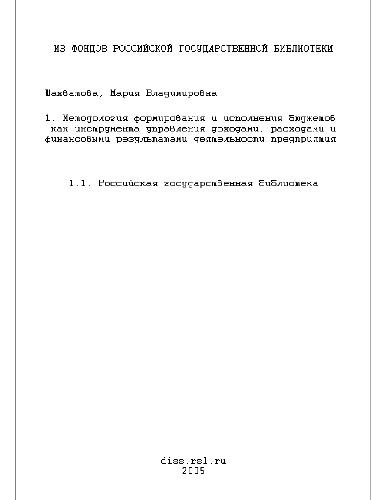 ИЗ ФОНДОВ РОССИЙСКОЙ ГОСУДАРСТВЕННОЙ БИБЛИОТЕКИ
Шахватова, Мария Владимировна
1. Методология формирования и исполнения бюджетов
как инструмента управления доходами, расходами и
финансовыми результатами деятельности предприятия
1.1. Российская государственная библиотека
diss.rsl.ru
2005